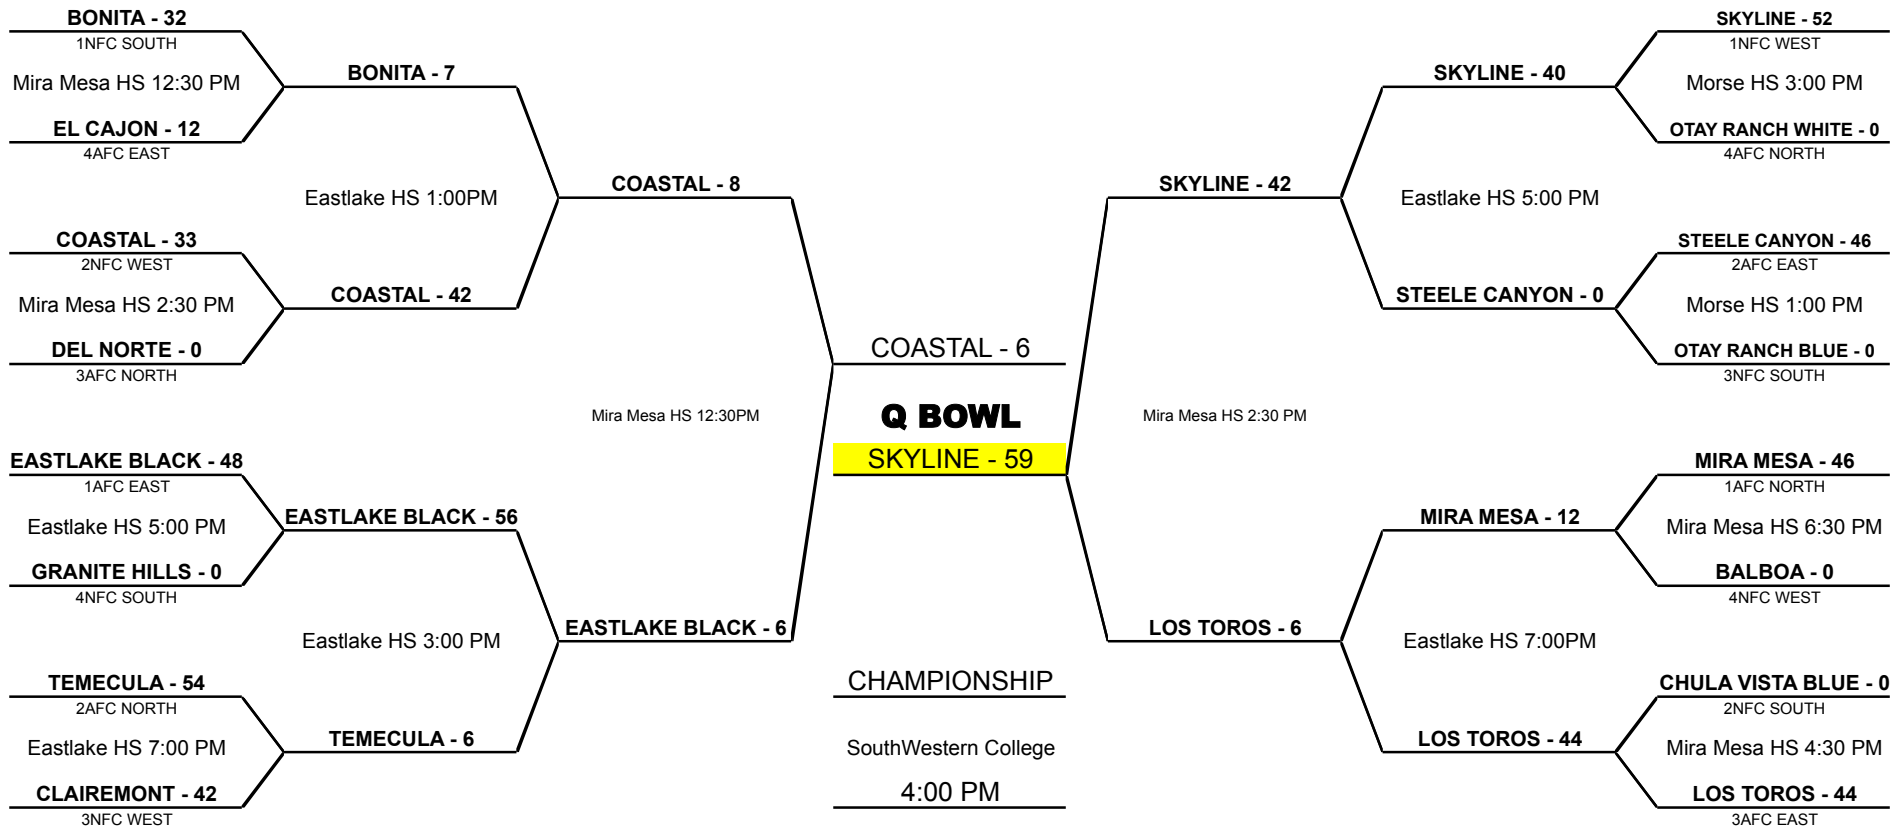 BONITA - 32
1NFC SOUTH
Mira Mesa HS 12:30 PM
EL CAJON - 12
4AFC EAST
COASTAL - 33
2NFC WEST
Mira Mesa HS 2:30 PM
DEL NORTE - 0
3AFC NORTH
EASTLAKE BLACK - 48
1AFC EAST
Eastlake HS 5:00 PM
GRANITE HILLS - 0
4NFC SOUTH
TEMECULA - 54
2AFC NORTH
Eastlake HS 7:00 PM
CLAIREMONT - 42
3NFC WEST
BONITA - 7
Eastlake HS 1:00PM
COASTAL - 42
EASTLAKE BLACK - 56
Eastlake HS 3:00 PM
TEMECULA - 6
COASTAL - 8
Mira Mesa HS 12:30PM
EASTLAKE BLACK - 6
COASTAL - 6
Q BOWL
SKYLINE - 59
CHAMPIONSHIP
SouthWestern College
4:00 PM
SKYLINE - 42
Mira Mesa HS 2:30 PM
LOS TOROS - 6
SKYLINE - 40
Eastlake HS 5:00 PM
STEELE CANYON - 0
MIRA MESA - 12
Eastlake HS 7:00PM
LOS TOROS - 44
SKYLINE - 52
1NFC WEST
Morse HS 3:00 PM
OTAY RANCH WHITE - 0
4AFC NORTH
STEELE CANYON - 46
2AFC EAST
Morse HS 1:00 PM
OTAY RANCH BLUE - 0
3NFC SOUTH
MIRA MESA - 46
1AFC NORTH
Mira Mesa HS 6:30 PM
BALBOA - 0
4NFC WEST
CHULA VISTA BLUE - 0
2NFC SOUTH
Mira Mesa HS 4:30 PM
LOS TOROS - 44
3AFC EAST